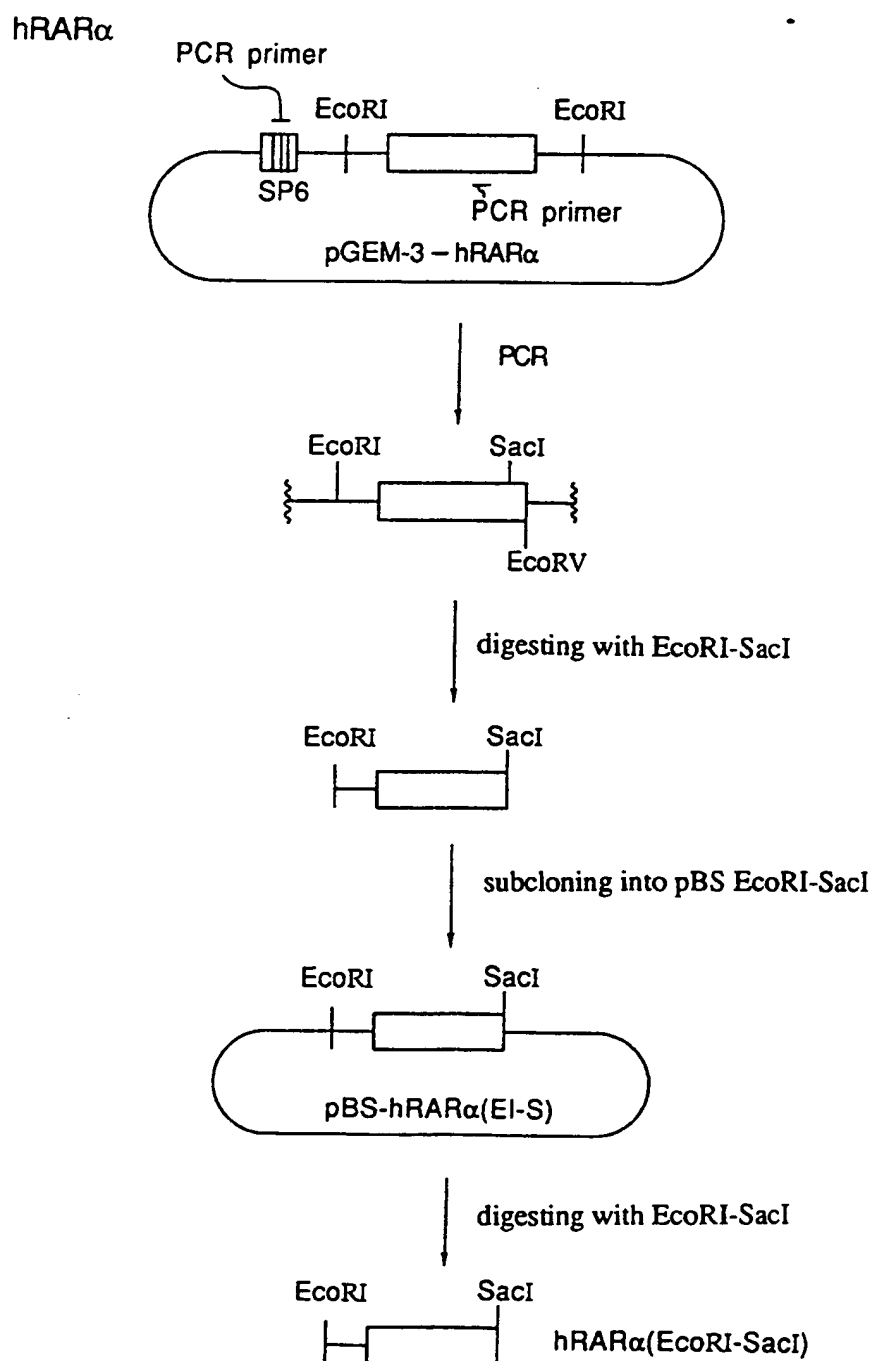 hRARα
PCR primer
EcoRI
EcoRI
SP6
PCR primer
pGEM-3 – hRARα
PCR
EcoRI
SacI
EcoRV
digesting with EcoRI-SacI
EcoRI
SacI
subcloning into pBS EcoRI-SacI
EcoRI
SacI
pBS-hRARα(EI-S)
digesting with EcoRI-SacI
EcoRI
SacI
hRARα(EcoRI-SacI)